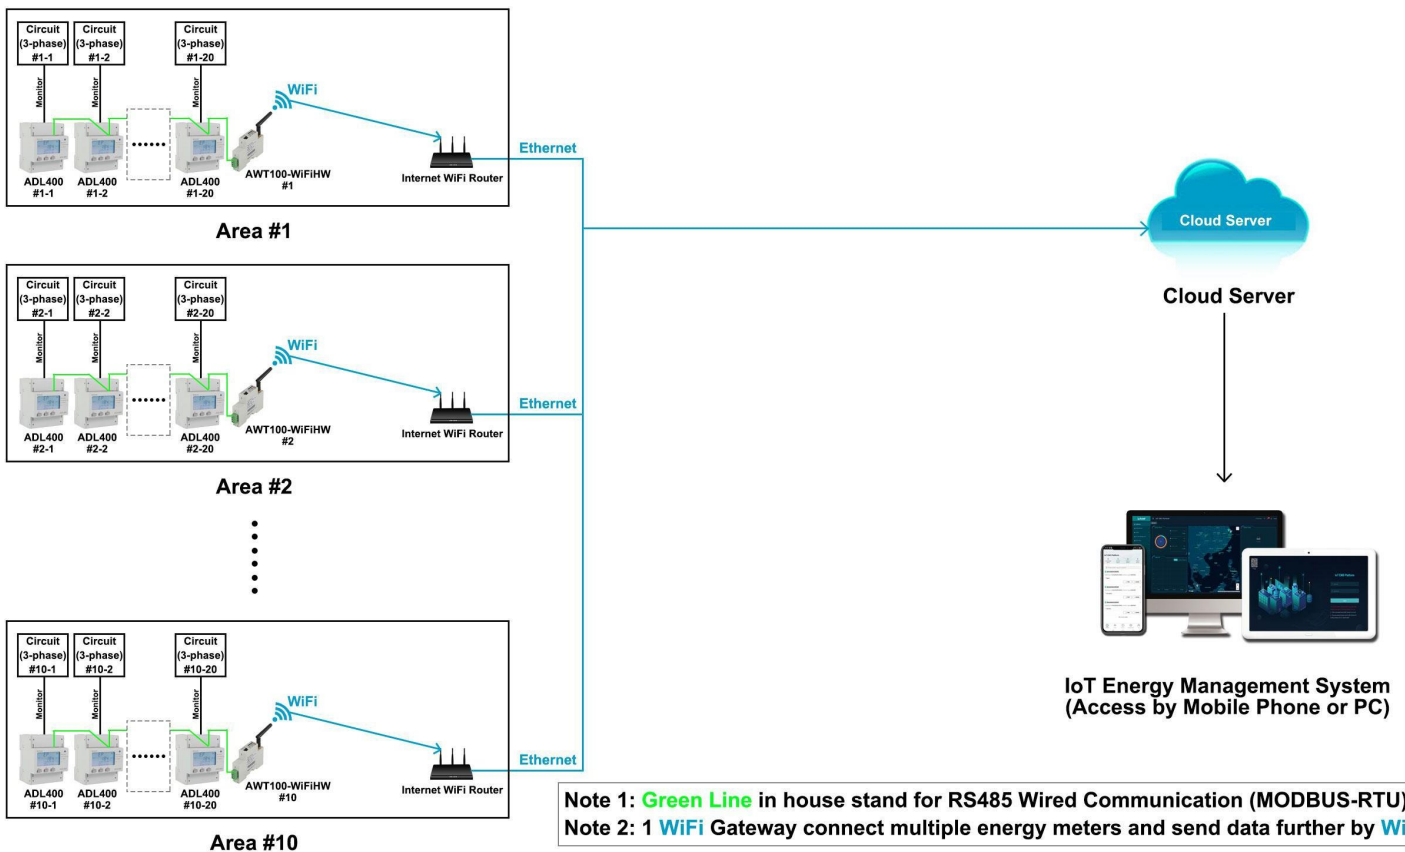 Circuit
(3-phase)
#1-1
Circuit
(3-phase)
#1-2
Circuit
(3-phase)
#1-20
Monitor
Monitor
Monitor
WiFi
ADL400
#1-1
ADL400
#1-2
ADL400
#1-20
AWT100-WiFiHW
#1
Internet WiFi Router
Ethernet
Area #1
Cloud Server
Cloud Server
Circuit
(3-phase)
#2-1
Circuit
(3-phase)
#2-2
Circuit
(3-phase)
#2-20
Monitor
Monitor
Monitor
WiFi
ADL400
#2-1
ADL400
#2-2
ADL400
#2-20
AWT100-WiFiHW
#2
Internet WiFi Router
Ethernet
Area #2
Circuit
(3-phase)
#10-1
Circuit
(3-phase)
#10-2
Circuit
(3-phase)
#10-20
Monitor
Monitor
Monitor
WiFi
ADL400
#10-1
ADL400
#10-2
ADL400
#10-20
AWT100-WiFiHW
#10
Internet WiFi Router
Ethernet
Area #10
IoT Energy Management System
(Access by Mobile Phone or PC)
Note 1: Green Line in house stand for RS485 Wired Communication (MODBUS-RTU)
Note 2: 1 WiFi Gateway connect multiple energy meters and send data further by Wi